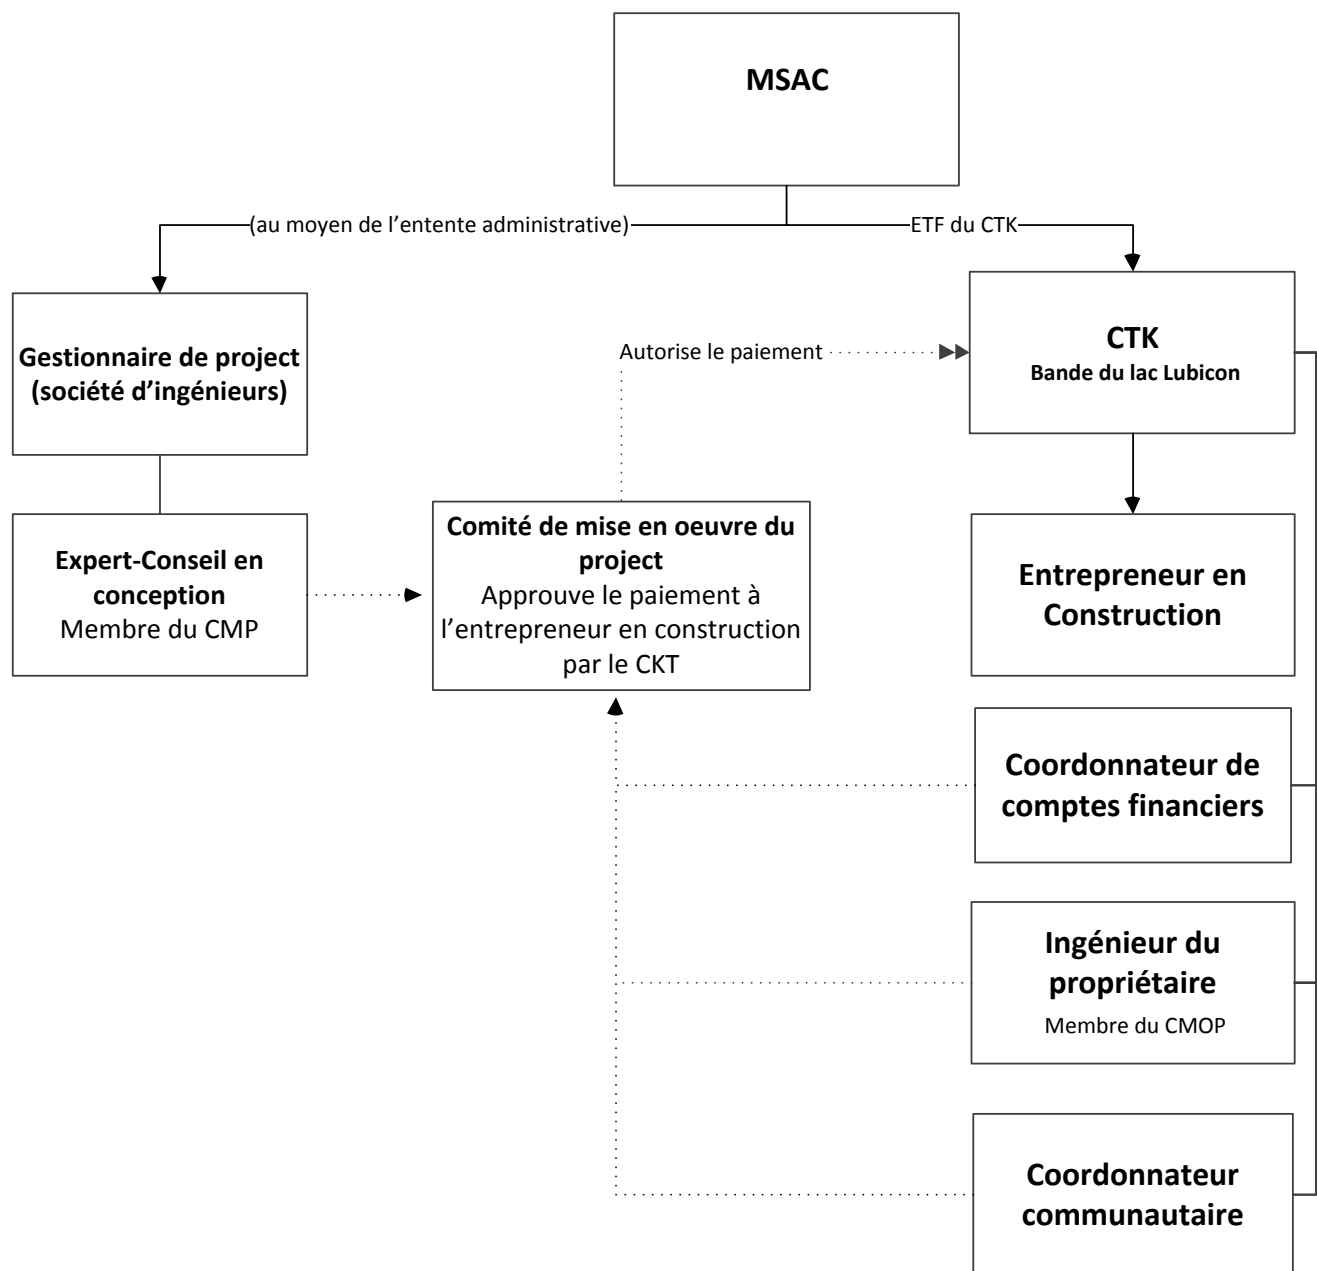 MSAC
(au moyen de l’entente administrative)
ETF du CTK
Gestionnaire de project
(société d’ingénieurs)
Autorise le paiement
CTK
Bande du lac Lubicon
Expert-Conseil en
conception
Membre du CMP
Comité de mise en oeuvre du
project
Approuve le paiement à
l’entrepreneur en construction
par le CKT
Entrepreneur en
Construction
Coordonnateur de
comptes financiers
Ingénieur du
propriétaire
Membre du CMOP
Coordonnateur
communautaire